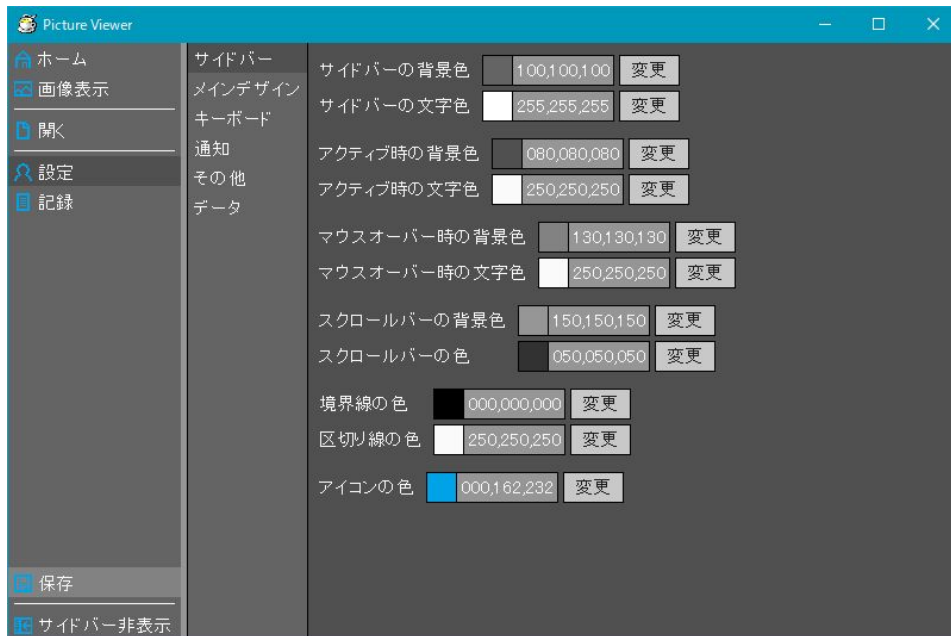 Picture Viewer
ホーム
画像表示
開く
設定
記録
保存
サイドバー非表示
サイドバー
メインデザイン
キーボード
通知
その他
データ
サイドバーの背景色 100,100,100 変更
サイドバーの文字色 255,255,255 変更
アクティブ時の背景色 080,080,080 変更
アクティブ時の文字色 250,250,250 変更
マウスオーバー時の背景色 130,130,130 変更
マウスオーバー時の文字色 250,250,250 変更
スクロールバーの背景色 150,150,150 変更
スクロールバーの色 050,050,050 変更
境界線の色 000,000,000 変更
区切り線の色 250,250,250 変更
アイコンの色 000,162,232 変更